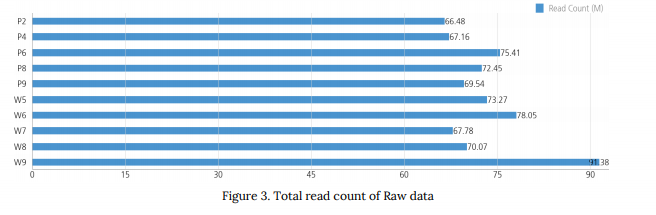 Read Count (M)
P2 66.48
P4 67.16
P6 75.41
P8 72.45
P9 69.54
W5 73.27
W6 78.05
W7 67.78
W8 70.07
W9 91.38
0 15 30 45 60 75 90
Figure 3. Total read count of Raw data